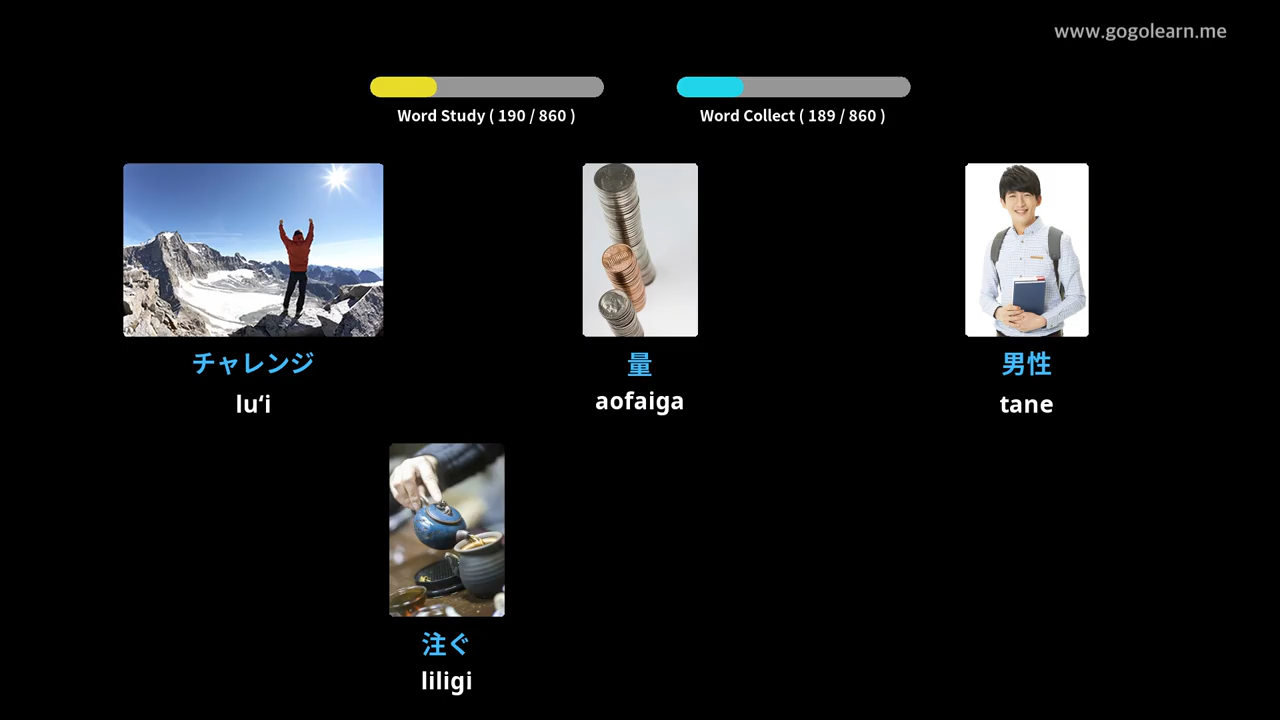 www.gogolearn.me
Word Study ( 190 / 860 )
Word Collect ( 189 / 860 )
チャレンジ
luʻi
量
aofaiga
男性
tane
注ぐ
liligi